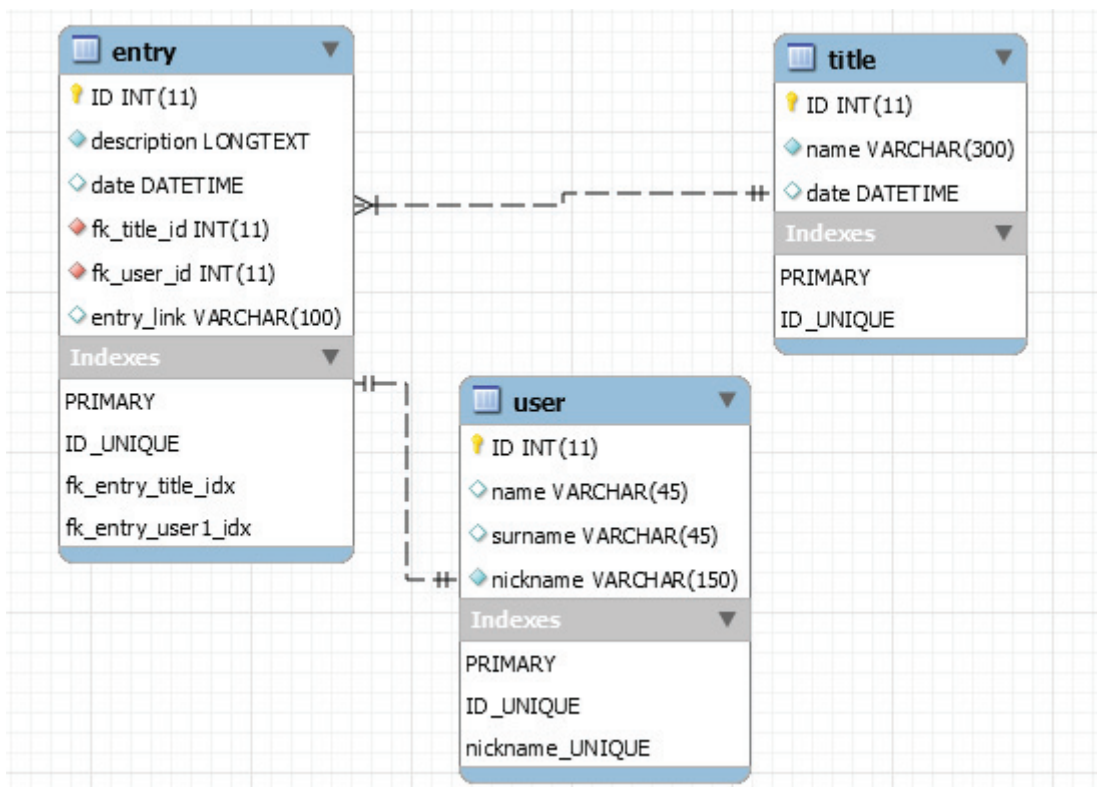 entry
ID INT(11)
description LONGTEXT
date DATETIME
fk_title_id INT(11)
fk_user_id INT(11)
entry_link VARCHAR(100)
Indexes
PRIMARY
ID_UNIQUE
fk_entry_title_idx
fk_entry_user1_idx
title
ID INT(11)
name VARCHAR(300)
date DATETIME
Indexes
PRIMARY
ID_UNIQUE
user
ID INT(11)
name VARCHAR(45)
surname VARCHAR(45)
nickname VARCHAR(150)
Indexes
PRIMARY
ID_UNIQUE
nickname_UNIQUE